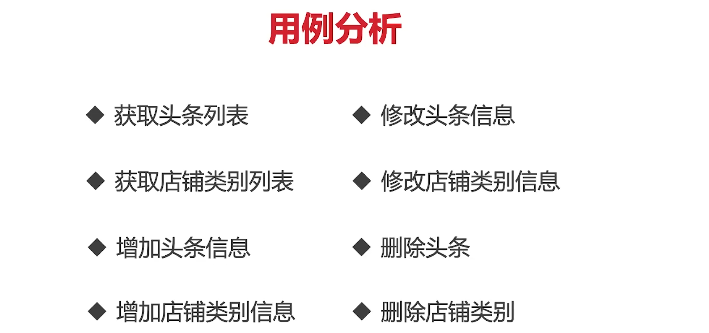 用例分析
◆ 获取头条列表
◆ 修改头条信息
◆ 获取店铺类别列表
◆ 修改店铺类别信息
◆ 增加头条信息
◆ 删除头条
◆ 增加店铺类别信息
◆ 删除店铺类别